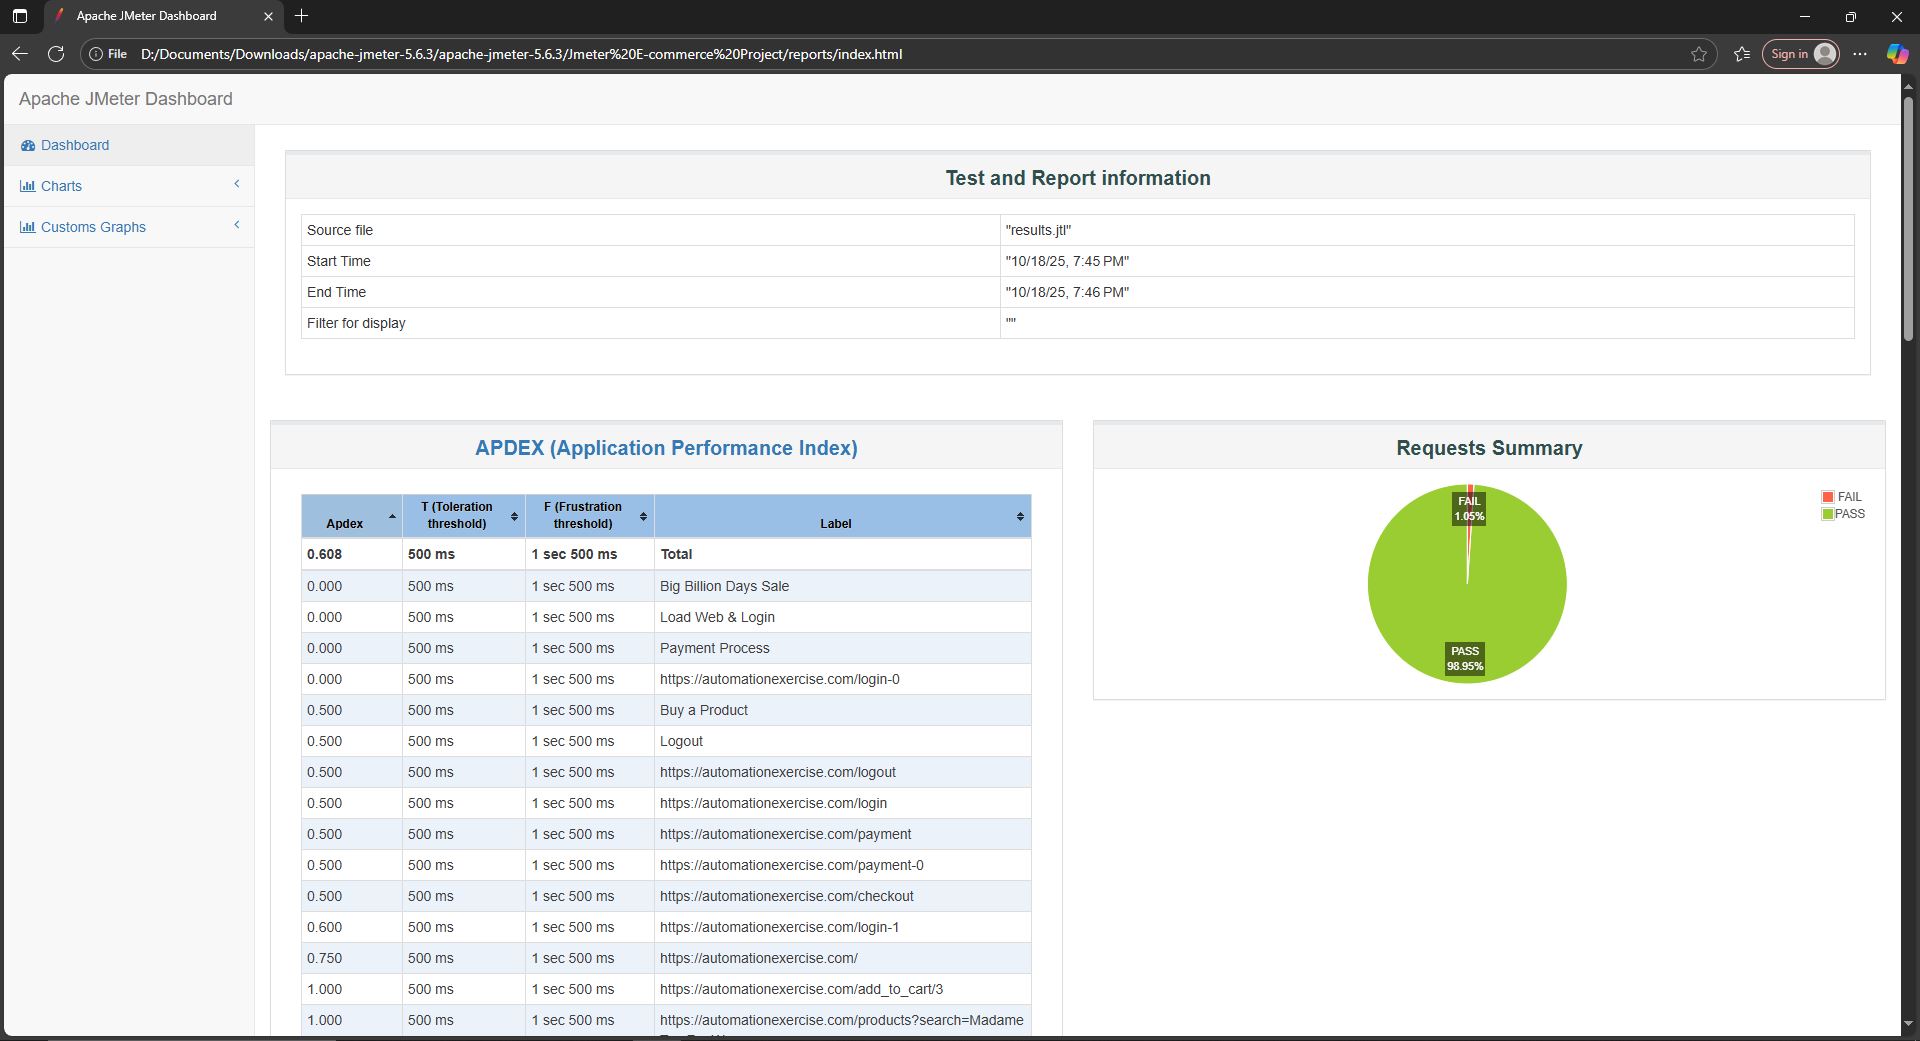 Apache JMeter Dashboard
File D:/Documents/Downloads/apache-jmeter-5.6.3/apache-jmeter-5.6.3/Jmeter%20E-commerce%20Project/reports/index.html Sign in
Apache JMeter Dashboard
Dashboard
Charts
Customs Graphs
Test and Report information
Source file "results.jtl"
Start Time "10/18/25, 7:45 PM"
End Time "10/18/25, 7:46 PM"
Filter for display ""
APDEX (Application Performance Index)
Apdex T (Toleration threshold) F (Frustration threshold) Label
0.608 500 ms 1 sec 500 ms Total
0.000 500 ms 1 sec 500 ms Big Billion Days Sale
0.000 500 ms 1 sec 500 ms Load Web & Login
0.000 500 ms 1 sec 500 ms Payment Process
0.000 500 ms 1 sec 500 ms https://automationexercise.com/login-0
0.500 500 ms 1 sec 500 ms Buy a Product
0.500 500 ms 1 sec 500 ms Logout
0.500 500 ms 1 sec 500 ms https://automationexercise.com/logout
0.500 500 ms 1 sec 500 ms https://automationexercise.com/login
0.500 500 ms 1 sec 500 ms https://automationexercise.com/payment
0.500 500 ms 1 sec 500 ms https://automationexercise.com/payment-0
0.500 500 ms 1 sec 500 ms https://automationexercise.com/checkout
0.600 500 ms 1 sec 500 ms https://automationexercise.com/login-1
0.750 500 ms 1 sec 500 ms https://automationexercise.com/
1.000 500 ms 1 sec 500 ms https://automationexercise.com/add_to_cart/3
1.000 500 ms 1 sec 500 ms https://automationexercise.com/products?search=Madame
Requests Summary
FAIL
1.05%
PASS
98.95%
FAIL
PASS